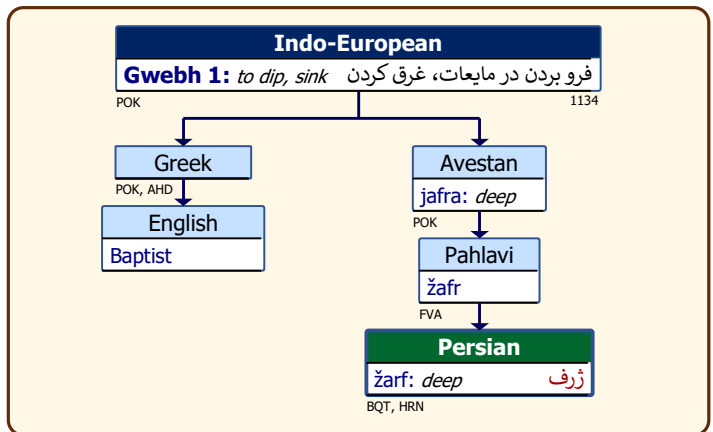 Indo-European
Gwebh 1: to dip, sink فرو بردن در مایعات، غرق کردن
POK 1134
Greek
POK, AHD
English
Baptist
Avestan
jafra: deep
POK
Pahlavi
žafr
FVA
Persian
žarf: deep ژرف
BQT, HRN